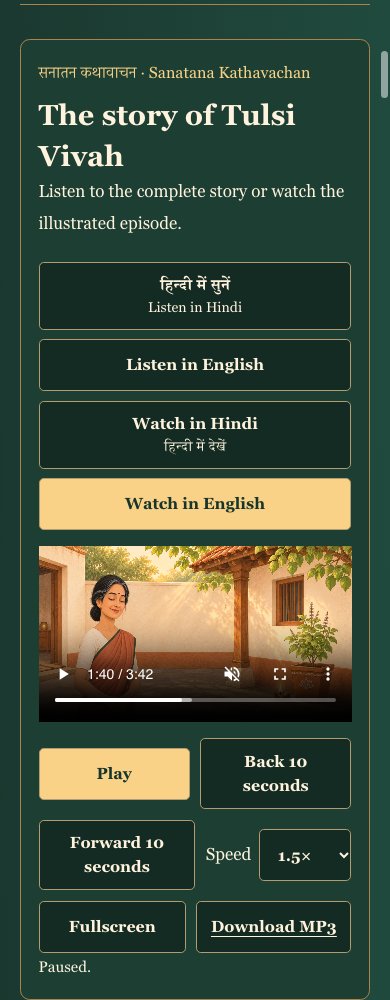 सनातन कथावाचन · Sanatana Kathavachan
The story of Tulsi
Vivah
Listen to the complete story or watch the
illustrated episode.
हिन्दी में सुनें
Listen in Hindi
Listen in English
Watch in Hindi
हिन्दी में देखें
Watch in English
1:40 / 3:42
Play
Back 10
seconds
Forward 10
seconds
Speed
1.5×
Fullscreen
Download MP3
Paused.